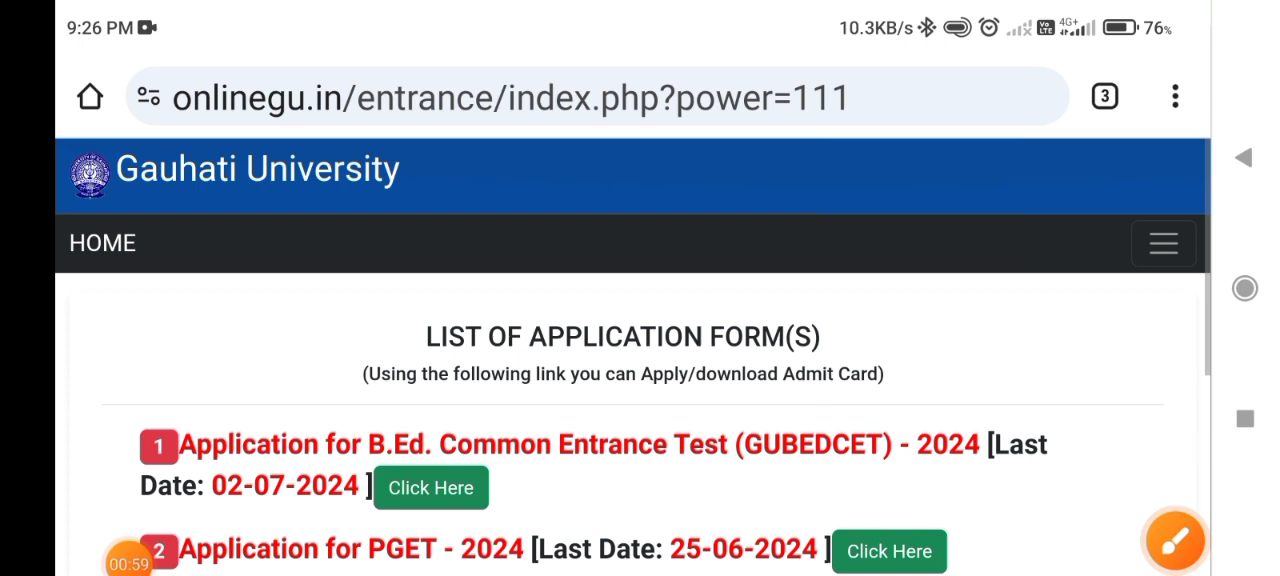 9:26 PM 10.3KB/s Vo LTE 4G+ 76%
onlinegu.in/entrance/index.php?power=111 3
Gauhati University
HOME
LIST OF APPLICATION FORM(S)
(Using the following link you can Apply/download Admit Card)
1 Application for B.Ed. Common Entrance Test (GUBEDCET) - 2024 [Last
Date: 02-07-2024 ] Click Here
2 Application for PGET - 2024 [Last Date: 25-06-2024 ] Click Here
00:59